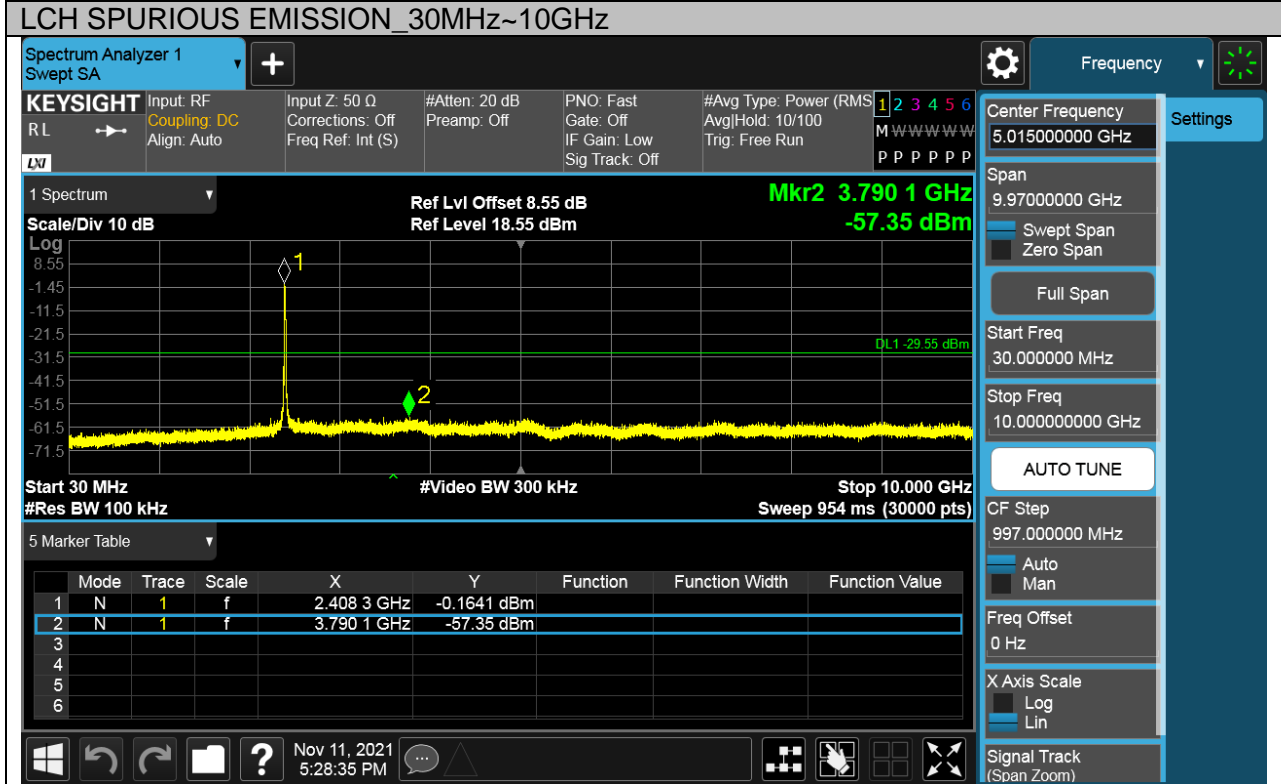 LCH SPURIOUS EMISSION_30MHz~10GHz
Spectrum Analyzer 1
Swept SA
Frequency
KEYSIGHT
RL
LXI
Input: RF
Coupling: DC
Align: Auto
Input Z: 50 Ω
Corrections: Off
Freq Ref: Int (S)
#Atten: 20 dB
Preamp: Off
PNO: Fast
Gate: Off
IF Gain: Low
Sig Track: Off
#Avg Type: Power (RMS
Avg|Hold: 10/100
Trig: Free Run
1 2 3 4 5 6
M W W W W W
P P P P P P
1 Spectrum
Scale/Div 10 dB
Ref Lvl Offset 8.55 dB
Ref Level 18.55 dBm
Mkr2 3.790 1 GHz
-57.35 dBm
Log
8.55
-1.45
-11.5
-21.5
-31.5
-41.5
-51.5
-61.5
-71.5
1
2
DL1 -29.55 dBm
Start 30 MHz
#Res BW 100 kHz
#Video BW 300 kHz
Stop 10.000 GHz
Sweep 954 ms (30000 pts)
5 Marker Table
Mode Trace Scale X Y Function Function Width Function Value
1 N 1 f 2.408 3 GHz -0.1641 dBm
2 N 1 f 3.790 1 GHz -57.35 dBm
3
4
5
6
Nov 11, 2021
5:28:35 PM
Center Frequency
5.015000000 GHz
Settings
Span
9.97000000 GHz
Swept Span
Zero Span
Full Span
Start Freq
30.000000 MHz
Stop Freq
10.000000000 GHz
AUTO TUNE
CF Step
997.000000 MHz
Auto
Man
Freq Offset
0 Hz
X Axis Scale
Log
Lin
Signal Track
(Span Zoom)